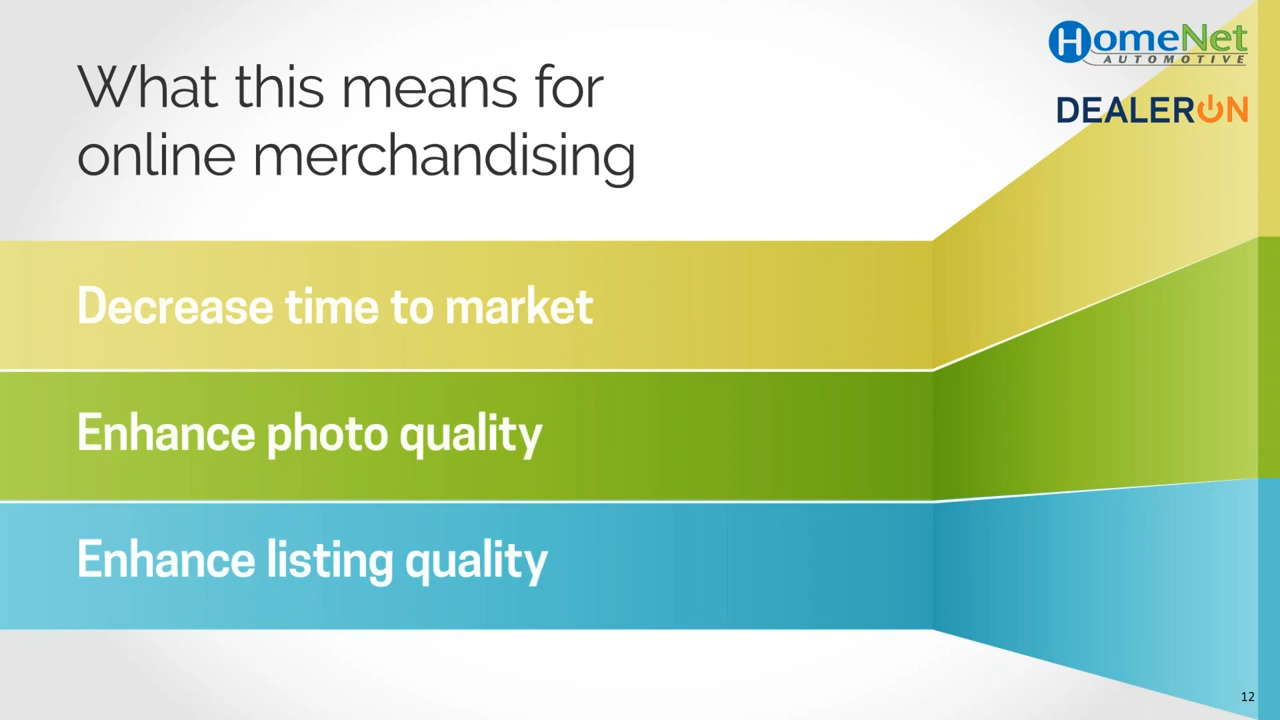 HomeNet
AUTOMOTIVE
DEALERON
What this means for
online merchandising
Decrease time to market
Enhance photo quality
Enhance listing quality
12